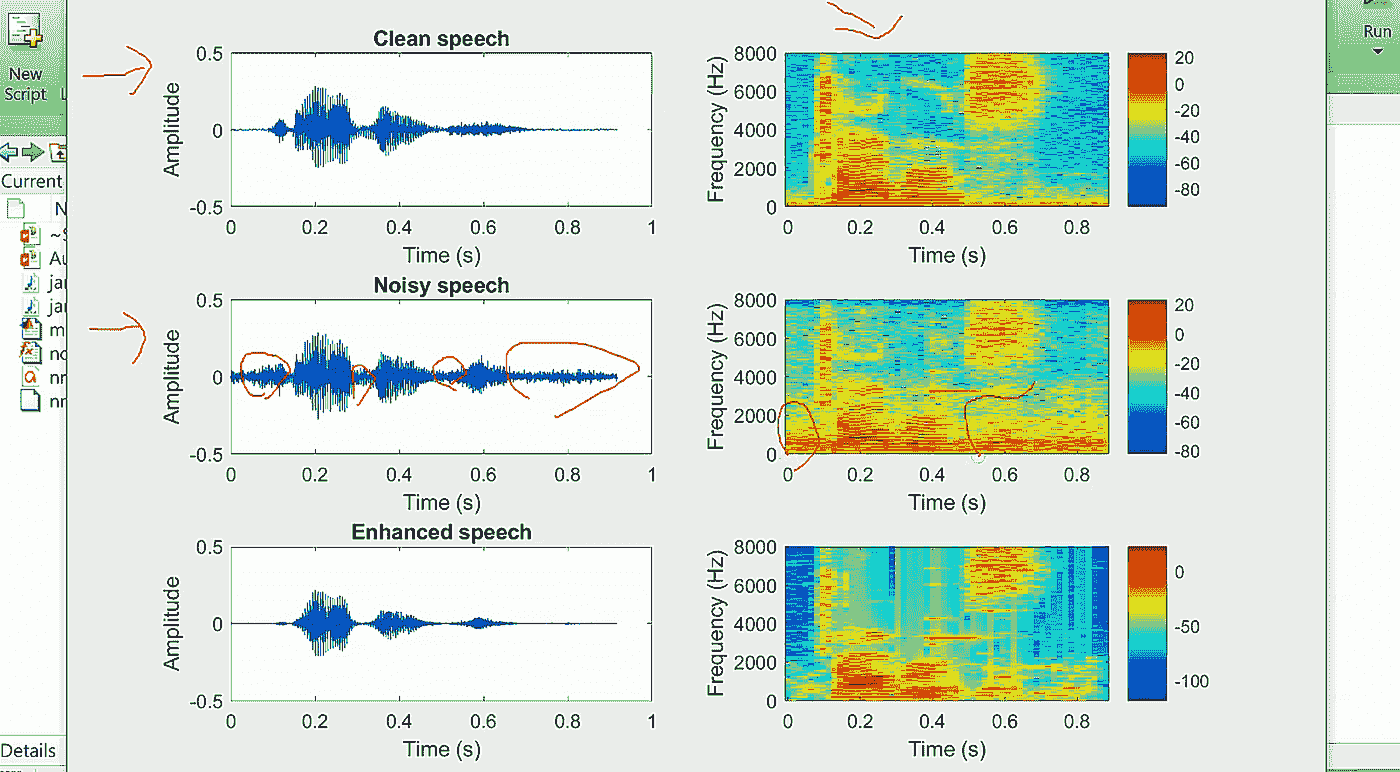 New
Script
Run
Current
N
~S
Au
jar
jar
m
no
nr
nr
Details
Clean speech
0.5
0
-0.5
Amplitude
0 0.2 0.4 0.6 0.8 1
Time (s)
8000
6000
4000
2000
0
Frequency (Hz)
0 0.2 0.4 0.6 0.8
Time (s)
20
0
-20
-40
-60
-80
Noisy speech
0.5
0
-0.5
Amplitude
0 0.2 0.4 0.6 0.8 1
Time (s)
8000
6000
4000
2000
0
Frequency (Hz)
0 0.2 0.4 0.6 0.8
Time (s)
20
0
-20
-40
-60
-80
Enhanced speech
0.5
0
-0.5
Amplitude
0 0.2 0.4 0.6 0.8 1
Time (s)
8000
6000
4000
2000
0
Frequency (Hz)
0 0.2 0.4 0.6 0.8
Time (s)
0
-50
-100